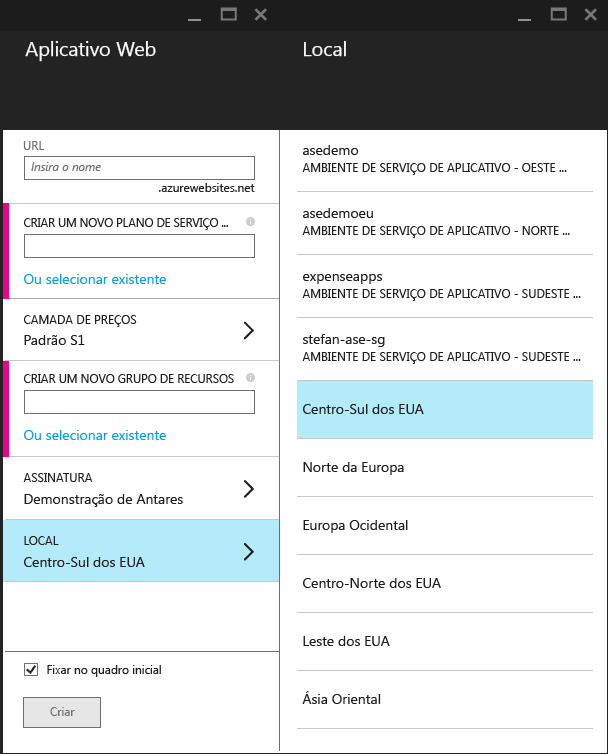 Aplicativo Web
URL
Insira o nome
.azurewebsites.net
CRIAR UM NOVO PLANO DE SERVIÇO ...
Ou selecionar existente
CAMADA DE PREÇOS
Padrão S1
CRIAR UM NOVO GRUPO DE RECURSOS
Ou selecionar existente
ASSINATURA
Demonstração de Antares
LOCAL
Centro-Sul dos EUA
Fixar no quadro inicial
Criar
Local
asedemo
AMBIENTE DE SERVIÇO DE APLICATIVO - OESTE ...
asedemoeu
AMBIENTE DE SERVIÇO DE APLICATIVO - NORTE ...
expenseapps
AMBIENTE DE SERVIÇO DE APLICATIVO - SUDESTE ...
stefan-ase-sg
AMBIENTE DE SERVIÇO DE APLICATIVO - SUDESTE ...
Centro-Sul dos EUA
Norte da Europa
Europa Ocidental
Centro-Norte dos EUA
Leste dos EUA
Ásia Oriental